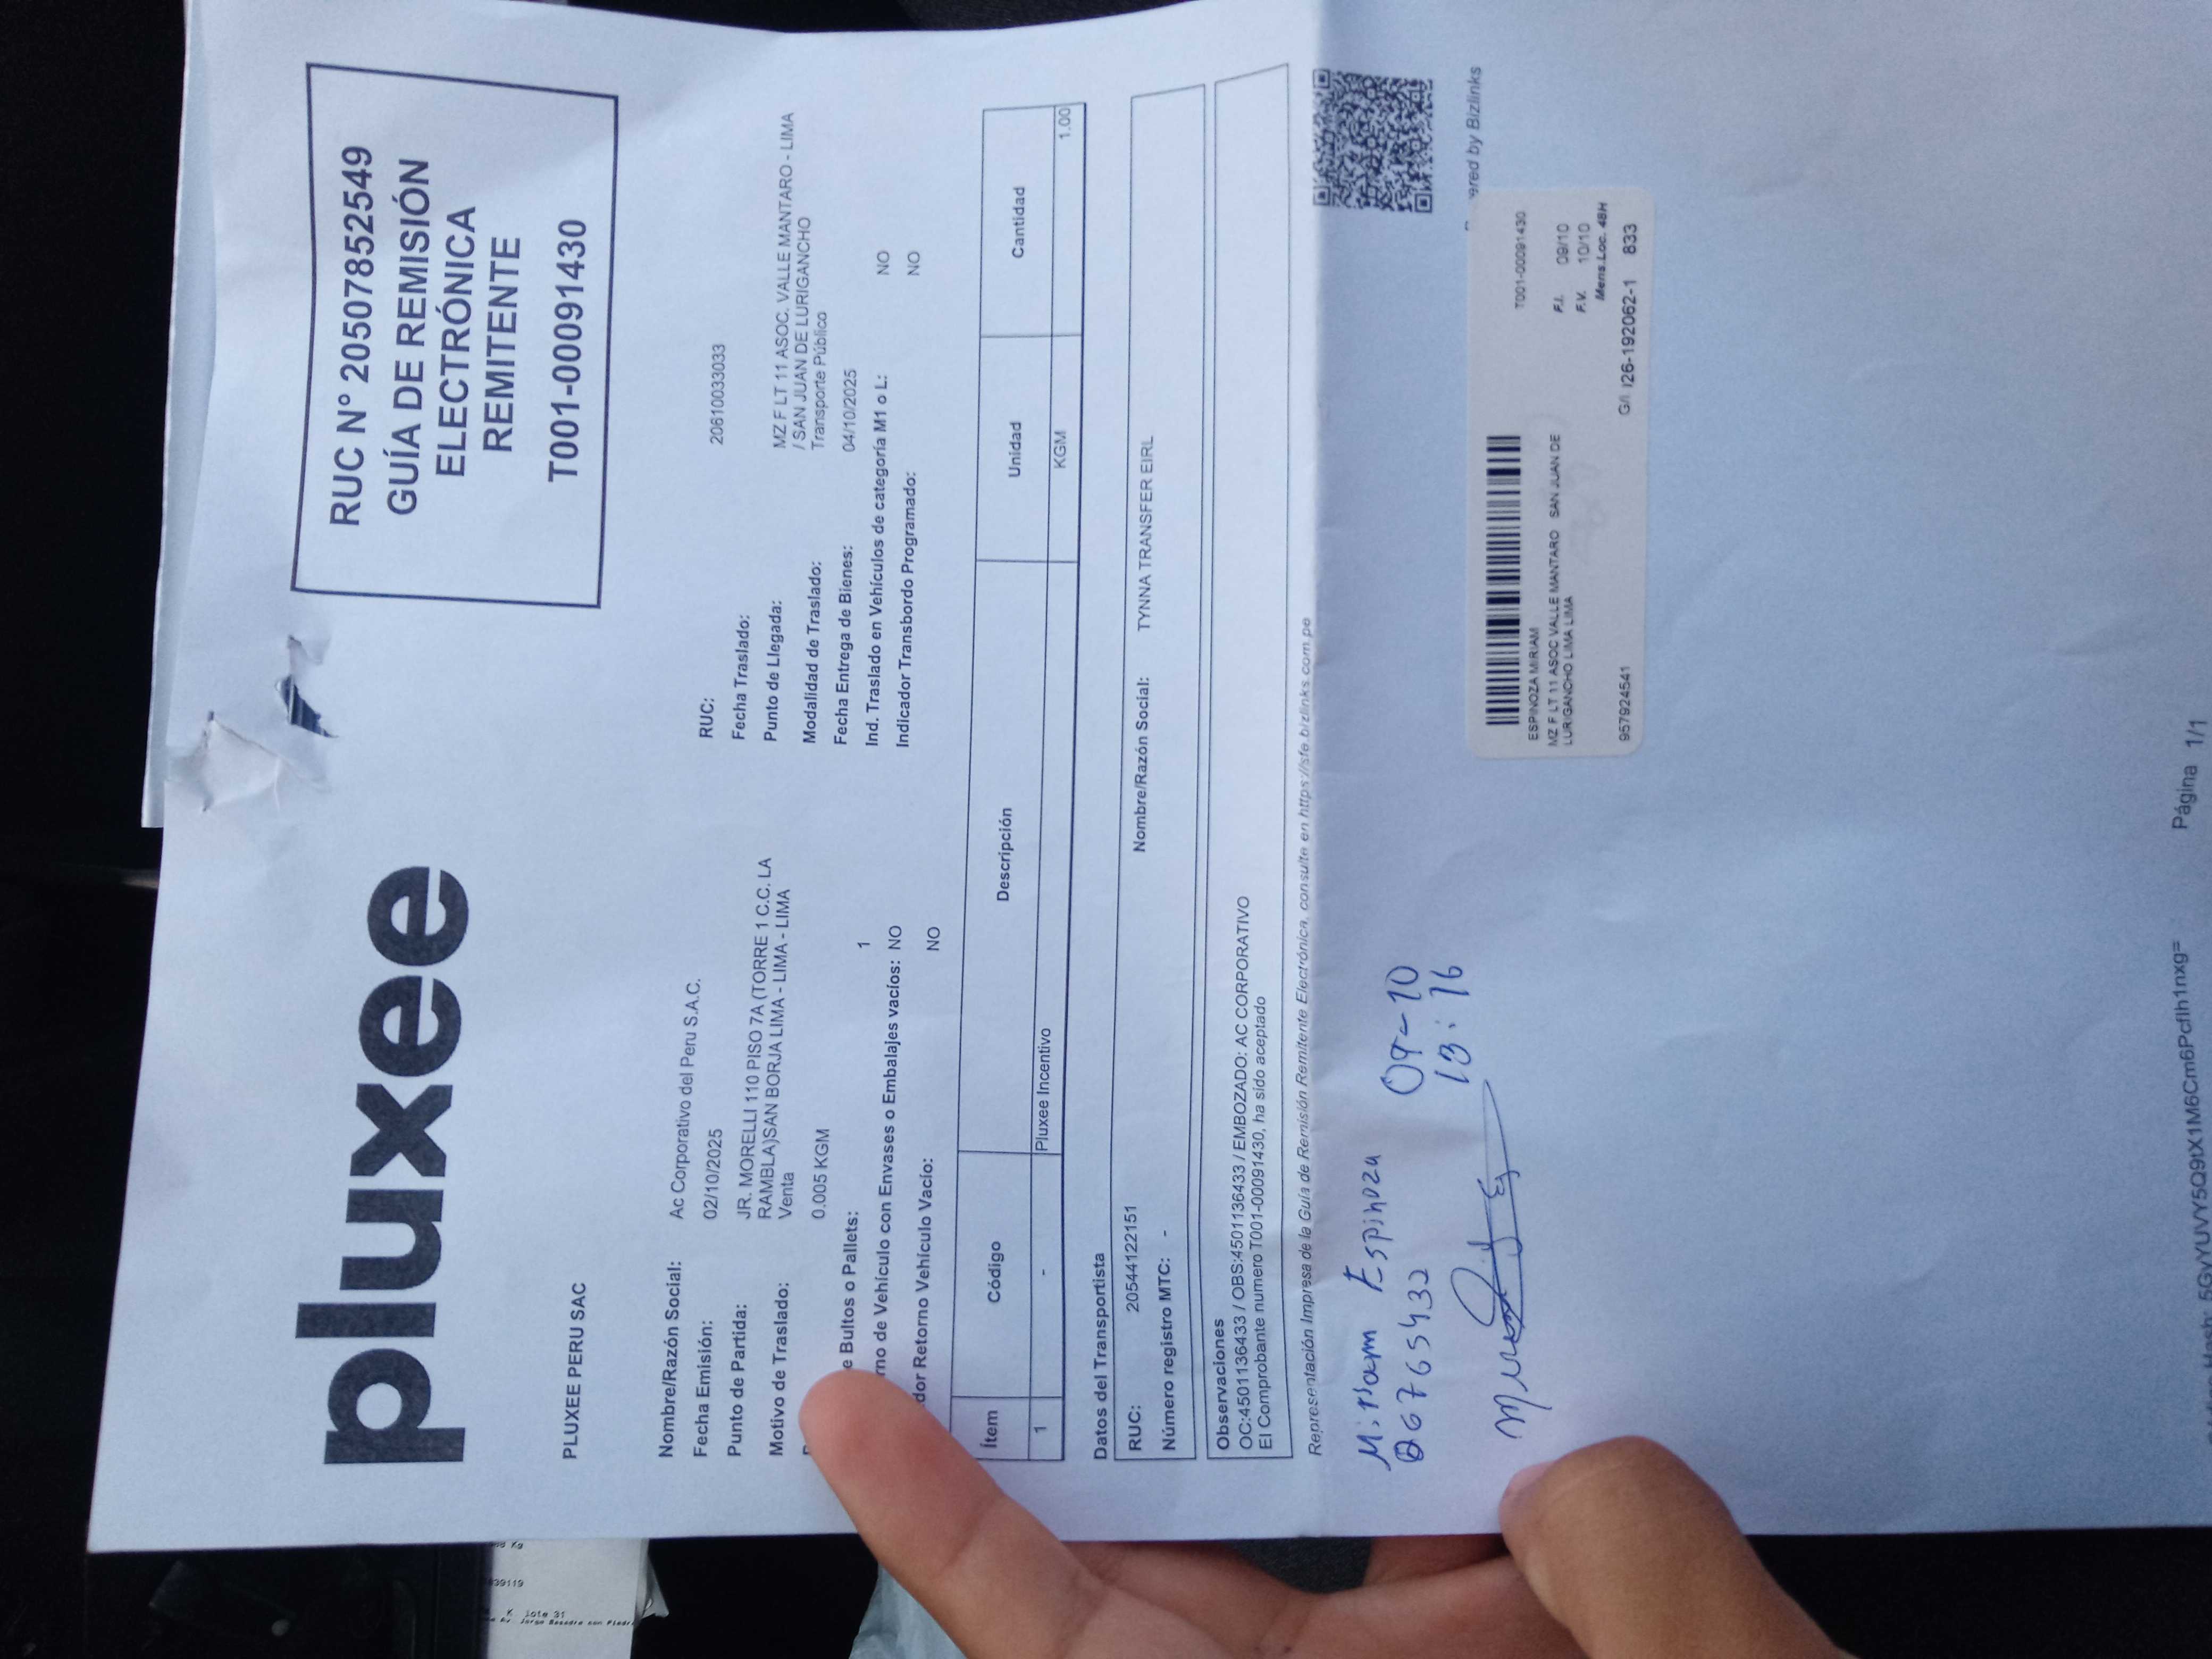 pluxee
RUC N° 20507852549
GUÍA DE REMISIÓN
ELECTRÓNICA
REMITENTE
T001-00091430
PLUXEE PERU SAC
Nombre/Razón Social: Ac Corporativo del Peru S.A.C.
RUC: 20610033033
Fecha Emisión: 02/10/2025
Fecha Traslado:
Punto de Partida: JR. MORELLI 110 PISO 7A (TORRE 1 C.C. LA
RAMBLA)SAN BORJA LIMA - LIMA - LIMA
Punto de Llegada: MZ F LT 11 ASOC. VALLE MANTARO - LIMA
/ SAN JUAN DE LURIGANCHO
Motivo de Traslado: Venta
Modalidad de Traslado: Transporte Público
0.005 KGM
Fecha Entrega de Bienes: 04/10/2025
e Bultos o Pallets: 1
Ind. Traslado en Vehículos de categoría M1 o L: NO
rno de Vehículo con Envases o Embalajes vacíos: NO
Indicador Transbordo Programado: NO
dor Retorno Vehículo Vacío: NO
Ítem Código Descripción Unidad Cantidad
1 - Pluxee Incentivo KGM 1.00
Datos del Transportista
RUC: 20544122151 Nombre/Razón Social: TYNNA TRANSFER EIRL
Número registro MTC: -
Observaciones
OC:4501136433 / OBS:4501136433 / EMBOZADO: AC CORPORATIVO
El Comprobante numero T001-00091430, ha sido aceptado
Representación Impresa de la Guía de Remisión Remitente Electrónica, consulte en https://sfe.bizlinks.com.pe
ered by Bizlinks
Miriam Espinoza 09-10
13:16
T001-00091430
ESPINOZA MIRIAM
MZ F LT 11 ASOC VALLE MANTARO SAN JUAN DE
LURIGANCHO LIMA LIMA
F.I. 09/10
F.V. 10/10
Mens.Loc. 48H
957924541 G/I I26-192062-1 833
Página 1/1